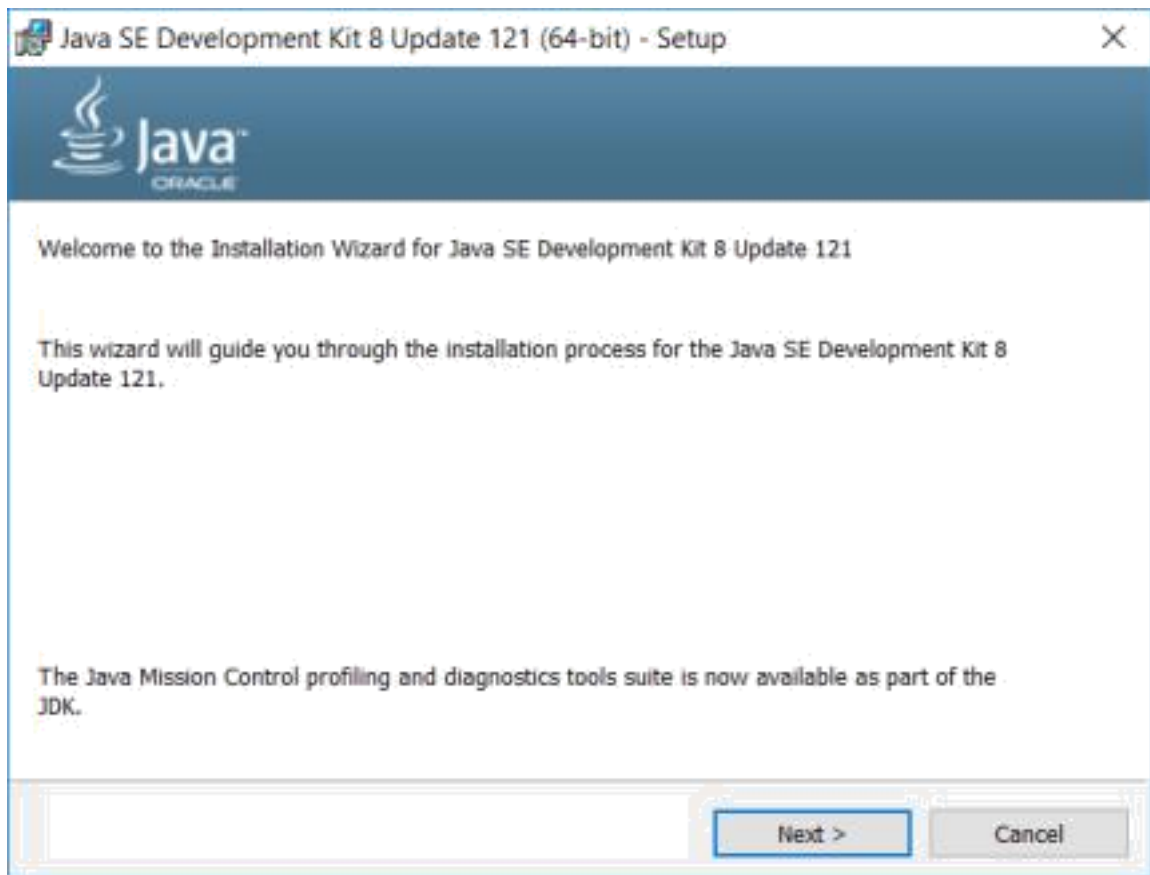 Java SE Development Kit 8 Update 121 (64-bit) - Setup
Java™
ORACLE
Welcome to the Installation Wizard for Java SE Development Kit 8 Update 121
This wizard will guide you through the installation process for the Java SE Development Kit 8
Update 121.
The Java Mission Control profiling and diagnostics tools suite is now available as part of the
JDK.
Next > Cancel